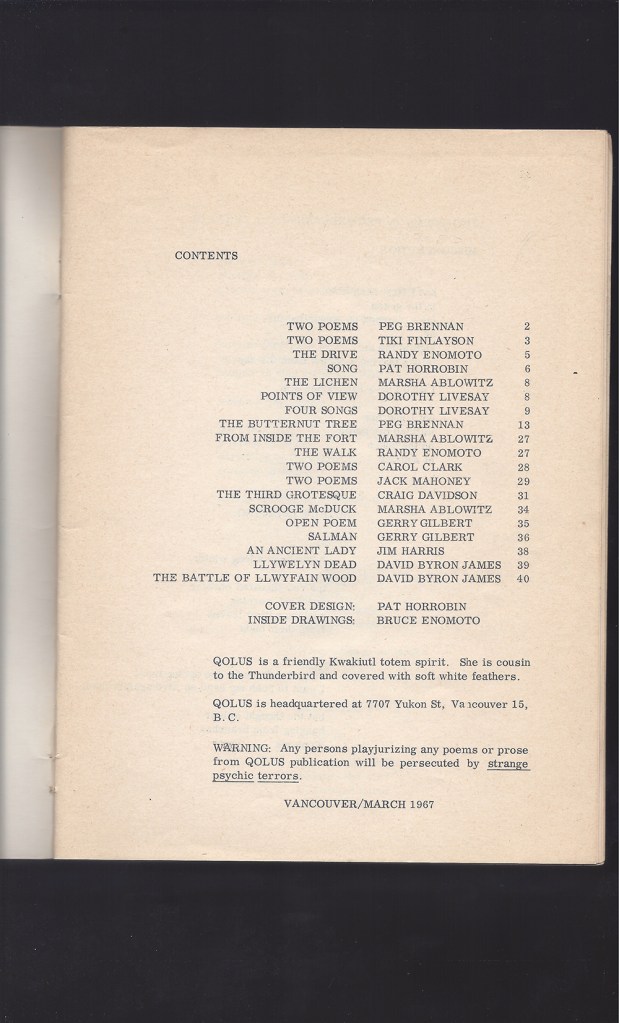 CONTENTS
TWO POEMS PEG BRENNAN 2
TWO POEMS TIKI FINLAYSON 3
THE DRIVE RANDY ENOMOTO 5
SONG PAT HORROBIN 6
THE LICHEN MARSHA ABLOWITZ 8
POINTS OF VIEW DOROTHY LIVESAY 8
FOUR SONGS DOROTHY LIVESAY 9
THE BUTTERNUT TREE PEG BRENNAN 13
FROM INSIDE THE FORT MARSHA ABLOWITZ 27
THE WALK RANDY ENOMOTO 27
TWO POEMS CAROL CLARK 28
TWO POEMS JACK MAHONEY 29
THE THIRD GROTESQUE CRAIG DAVIDSON 31
SCROOGE McDUCK MARSHA ABLOWITZ 34
OPEN POEM GERRY GILBERT 35
SALMAN GERRY GILBERT 36
AN ANCIENT LADY JIM HARRIS 38
LLYWELYN DEAD DAVID BYRON JAMES 39
THE BATTLE OF LLWYFAIN WOOD DAVID BYRON JAMES 40
COVER DESIGN: PAT HORROBIN
INSIDE DRAWINGS: BRUCE ENOMOTO
QOLUS is a friendly Kwakiutl totem spirit. She is cousin
to the Thunderbird and covered with soft white feathers.
QOLUS is headquartered at 7707 Yukon St, Vancouver 15,
B. C.
WARNING: Any persons playjurizing any poems or prose
from QOLUS publication will be persecuted by strange
psychic terrors.
VANCOUVER/MARCH 1967